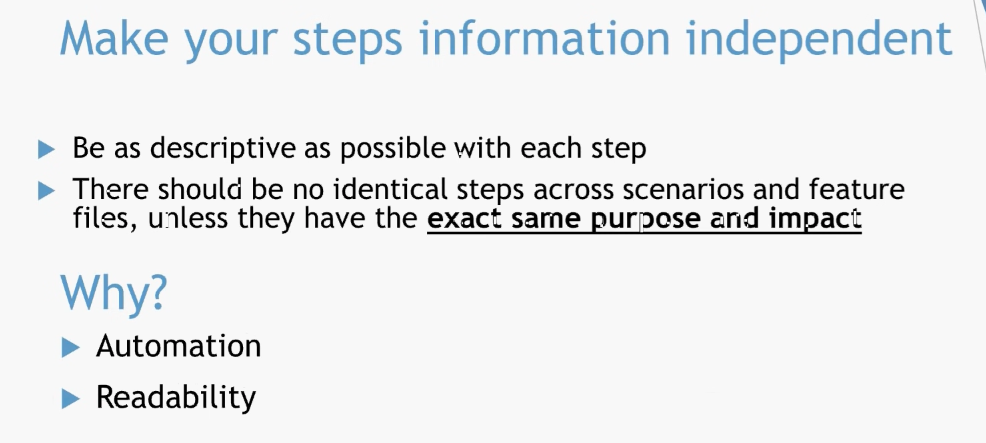 Make your steps information independent
Be as descriptive as possible with each step
There should be no identical steps across scenarios and feature
files, unless they have the exact same purpose and impact
Why?
Automation
Readability